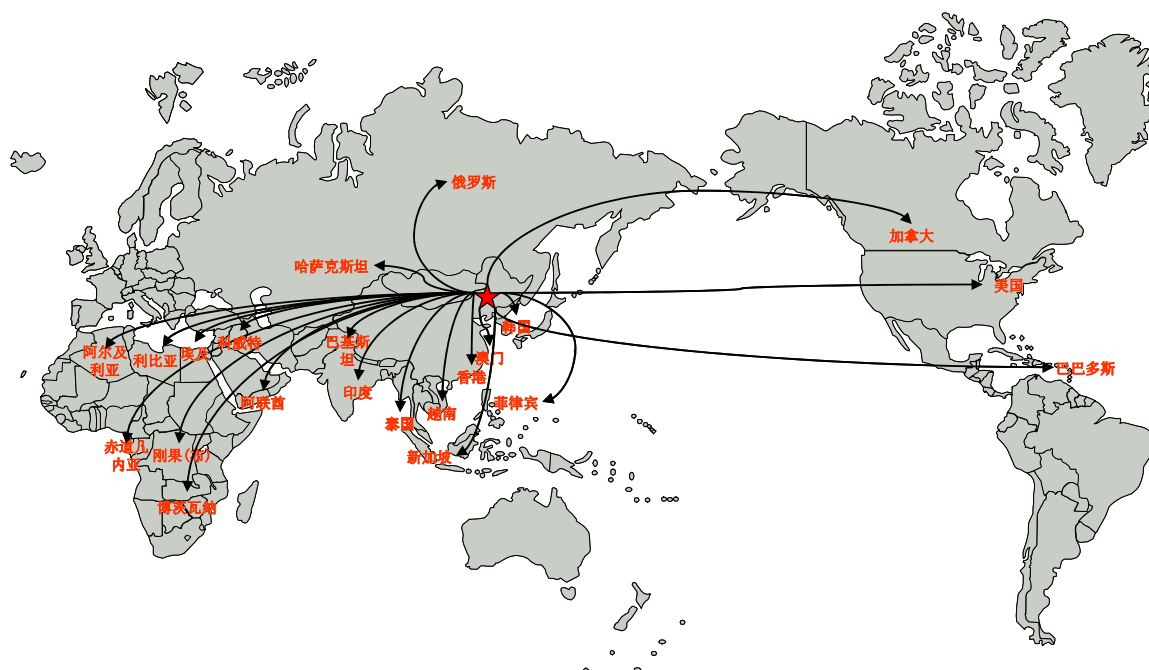 俄罗斯
加拿大
哈萨克斯坦
美国
韩国
科威特
巴基斯
坦
阿尔及
利亚
利比亚
埃及
澳门
香港
巴巴多斯
印度
阿联酋
越南
菲律宾
泰国
赤道几
内亚
刚果(布)
新加坡
博茨瓦纳